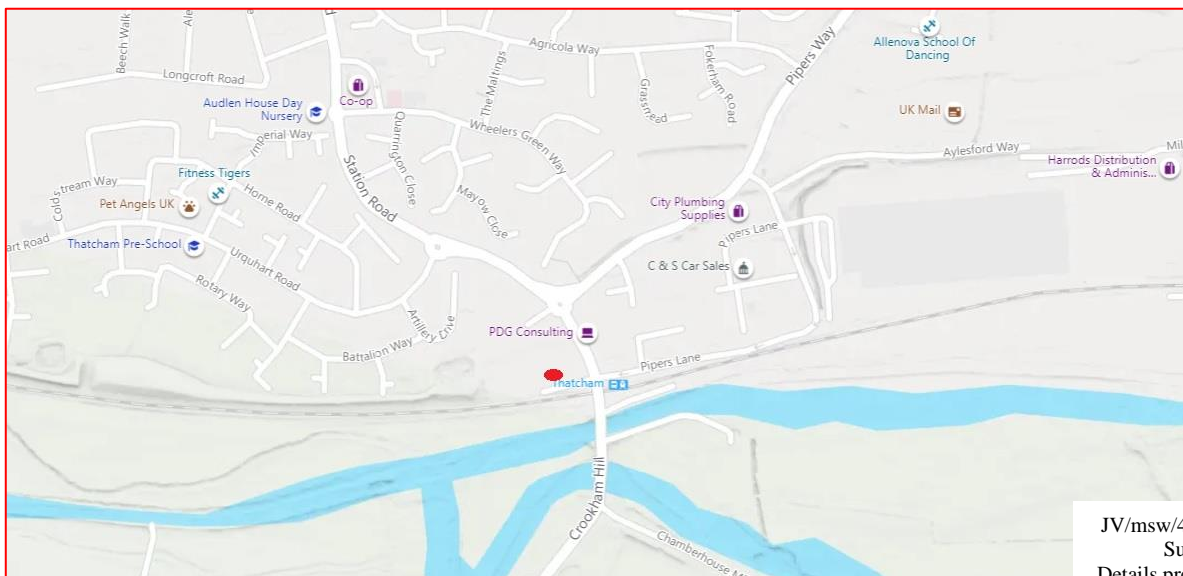 Beech Walk
Longcroft Road
Agricola Way
The Maltings
Grassmead
Fokerham Road
Pipers Way
Allenova School Of
Dancing
Audlen House Day
Nursery
Co-op
UK Mail
Imperial Way
Quarrington Close
Wheelers Green Way
Aylesford Way
Harrods Distribution
& Adminis...
Fitness Tigers
Station Road
Mayow Close
Pet Angels UK
Horne Road
City Plumbing
Supplies
Thatcham Pre-School
Urquhart Road
Pipers Lane
C & S Car Sales
Rotary Way
Artillery Drive
PDG Consulting
Battalion Way
Pipers Lane
Thatcham
Crookham Hill
JV/msw/4
Su
Details pr